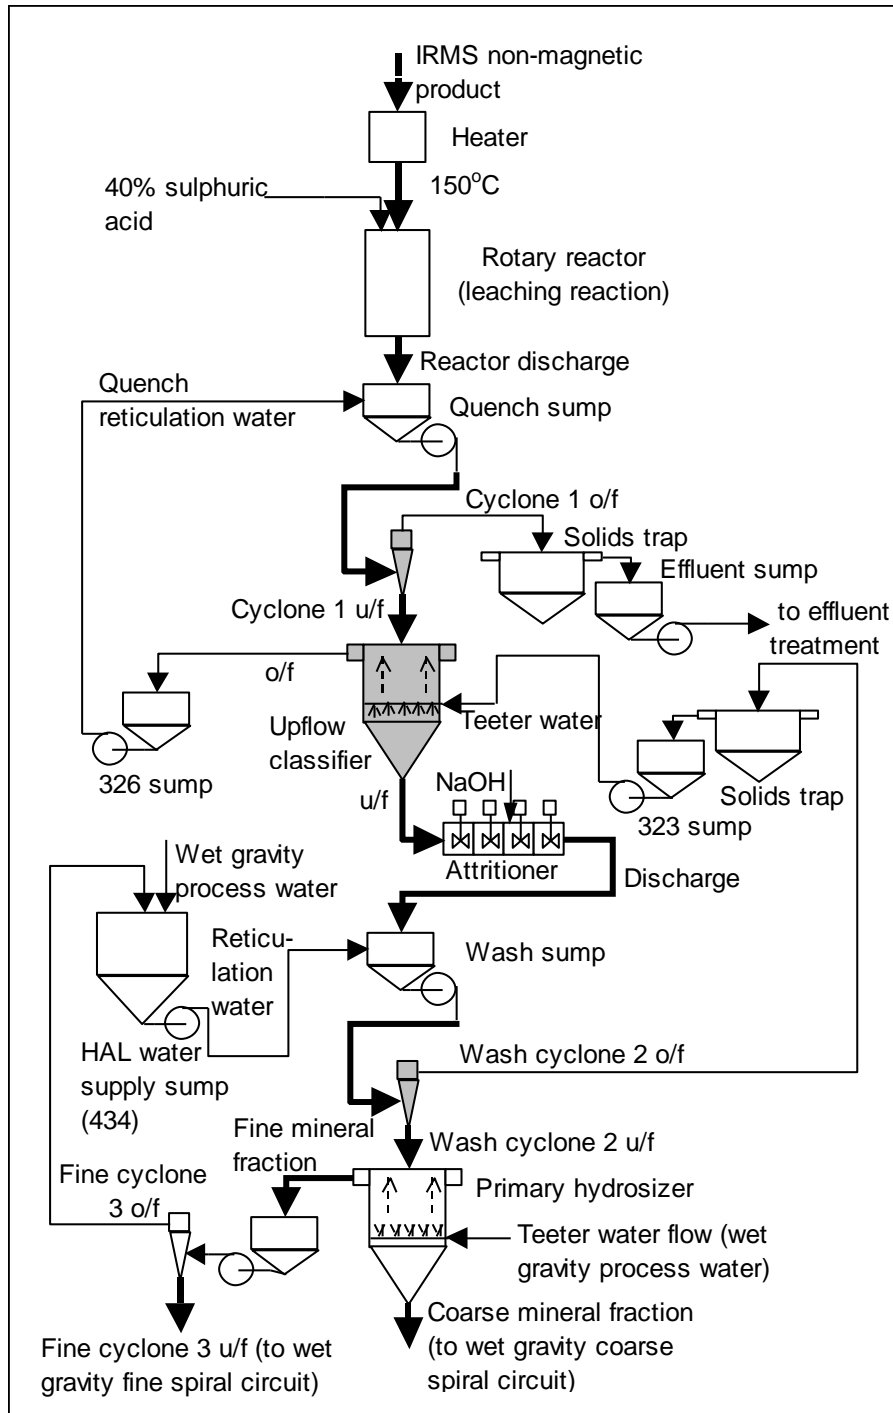 IRMS non-magnetic
product
Heater
150°C
40% sulphuric
acid
Rotary reactor
(leaching reaction)
Reactor discharge
Quench
reticulation water
Quench sump
Cyclone 1 o/f
Solids trap
Effluent sump
Cyclone 1 u/f
to effluent
treatment
o/f
Upflow
classifier
Teeter water
326 sump
u/f
NaOH
Solids trap
323 sump
Attritioner
Discharge
Wet gravity
process water
Reticu-
lation
water
Wash sump
HAL water
supply sump
(434)
Wash cyclone 2 o/f
Fine mineral
fraction
Wash cyclone 2 u/f
Fine cyclone
3 o/f
Primary hydrosizer
Teeter water flow (wet
gravity process water)
Coarse mineral fraction
(to wet gravity coarse
spiral circuit)
Fine cyclone 3 u/f (to wet
gravity fine spiral circuit)